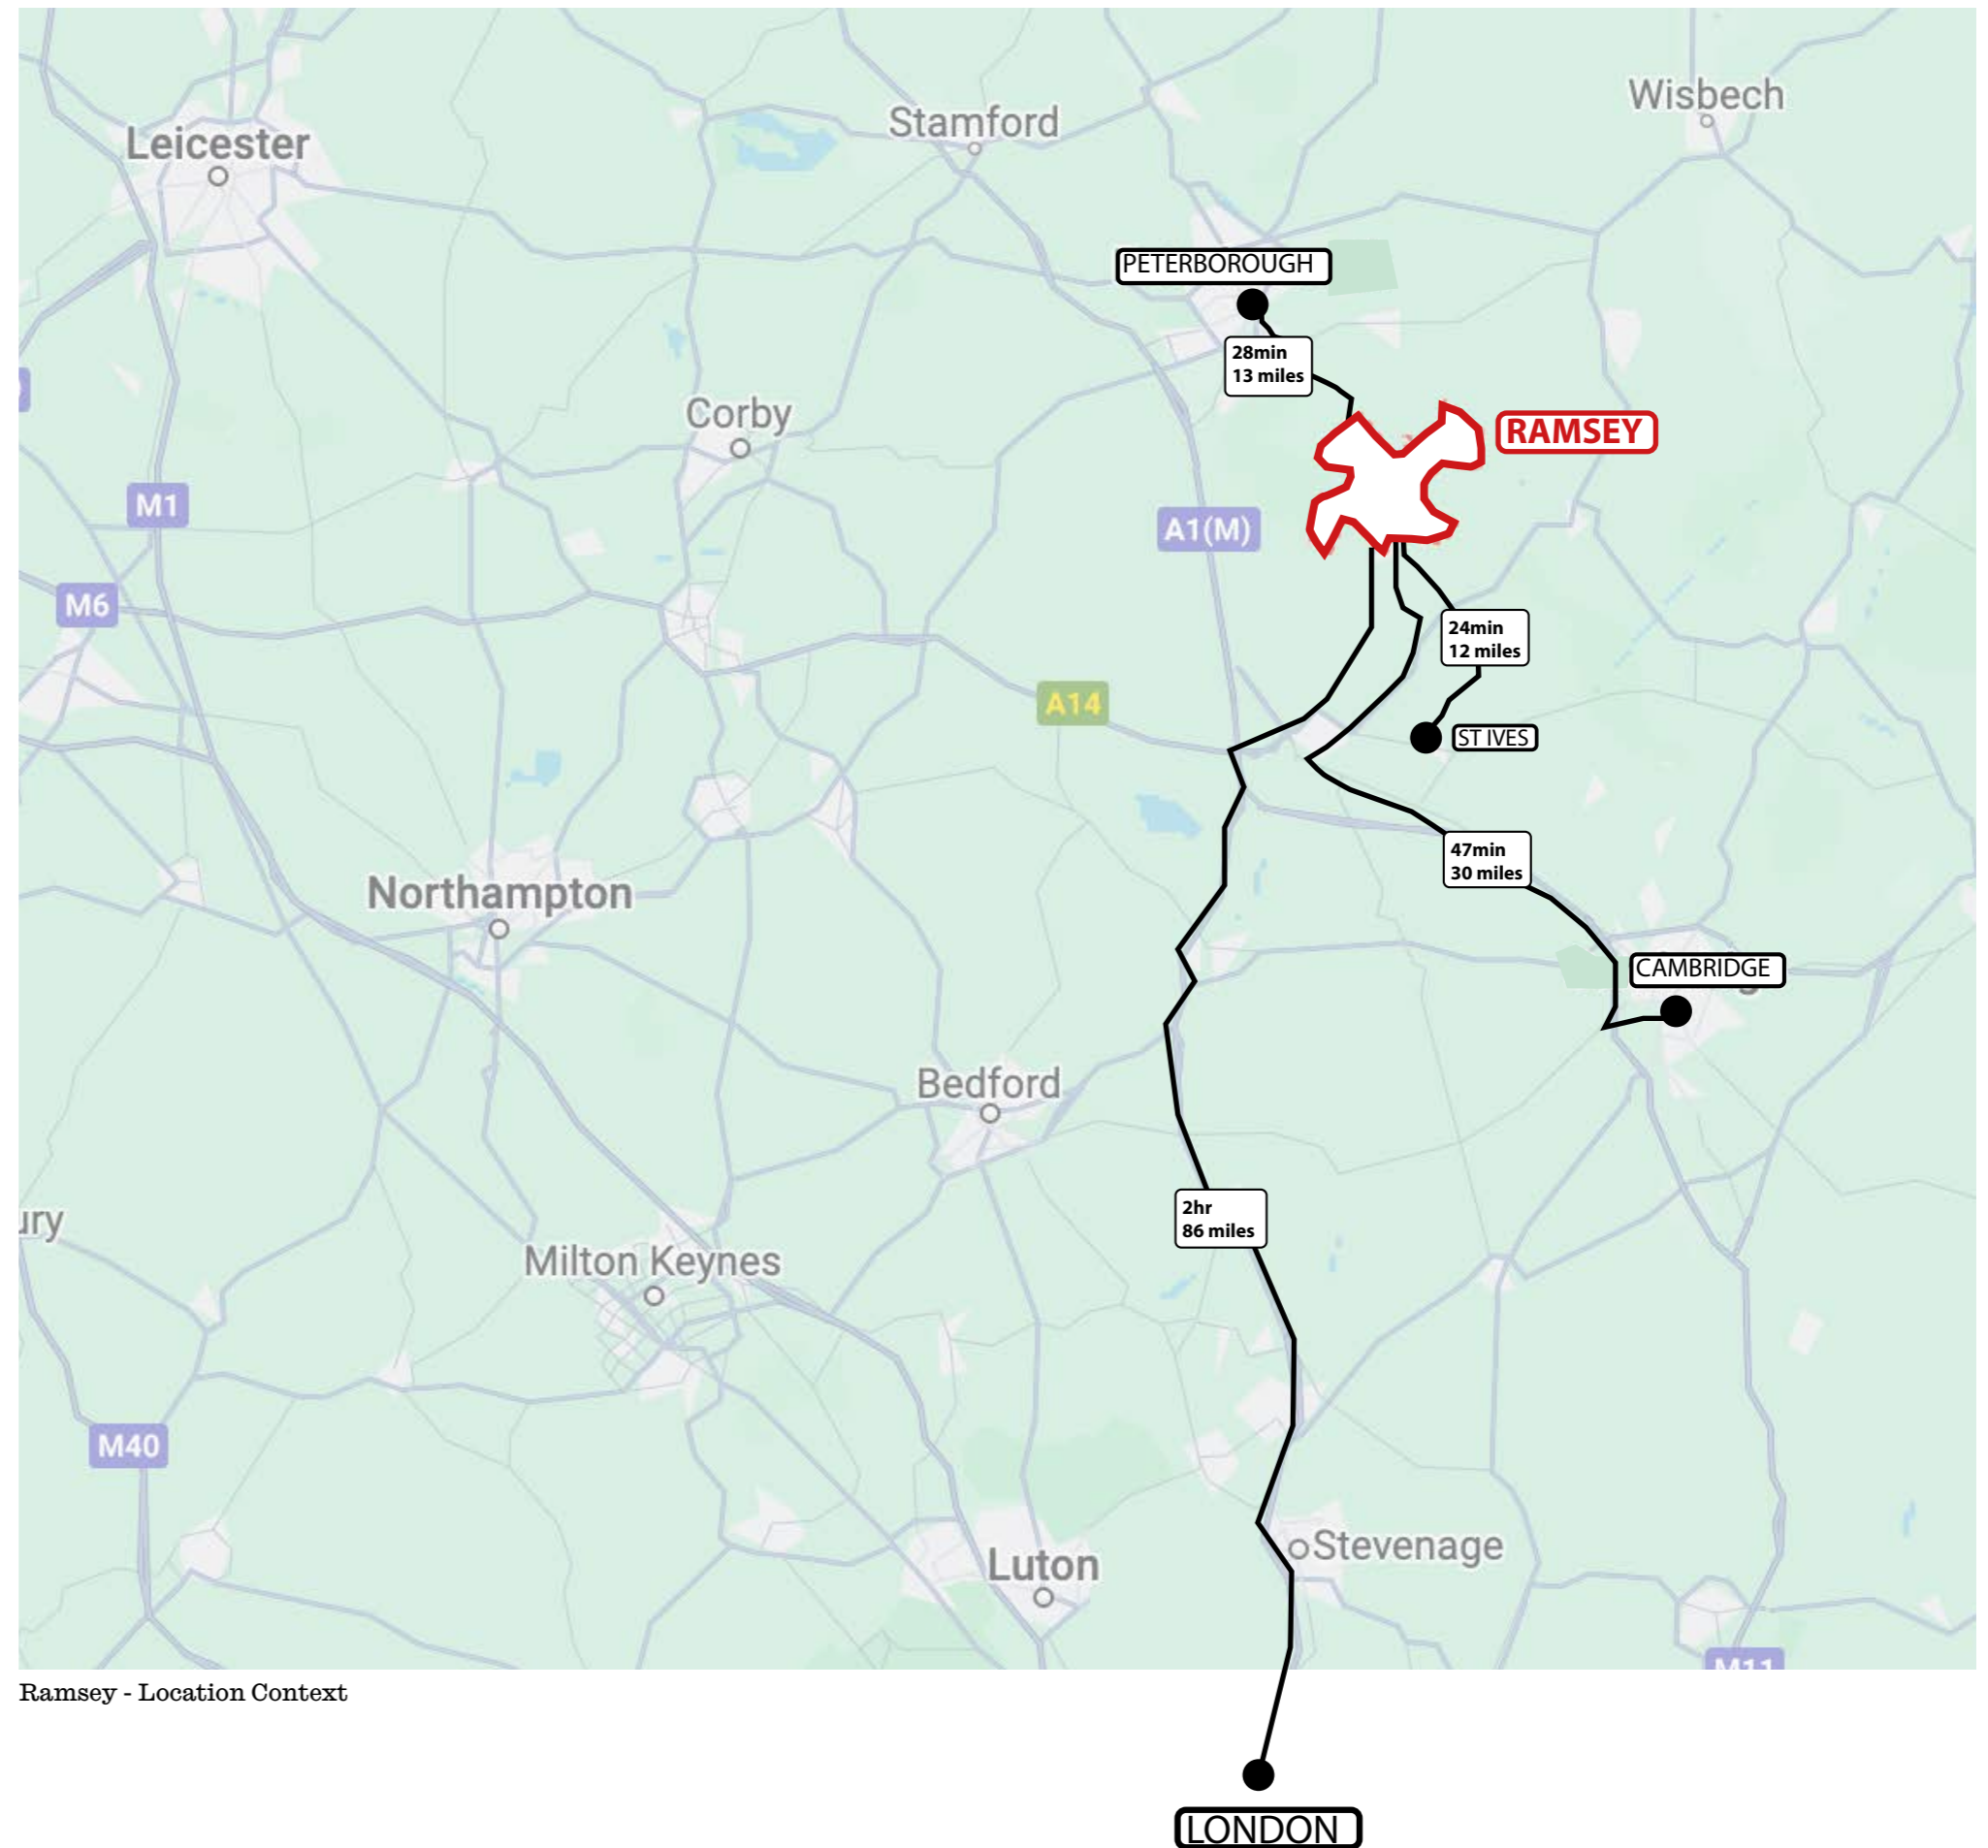 Wisbech
Stamford
Leicester
PETERBOROUGH
28min
13 miles
Corby
RAMSEY
M1
A1(M)
M6
24min
12 miles
A14
ST IVES
47min
30 miles
Northampton
CAMBRIDGE
Bedford
2hr
86 miles
ury
Milton Keynes
M40
Stevenage
Luton
M11
Ramsey - Location Context
LONDON